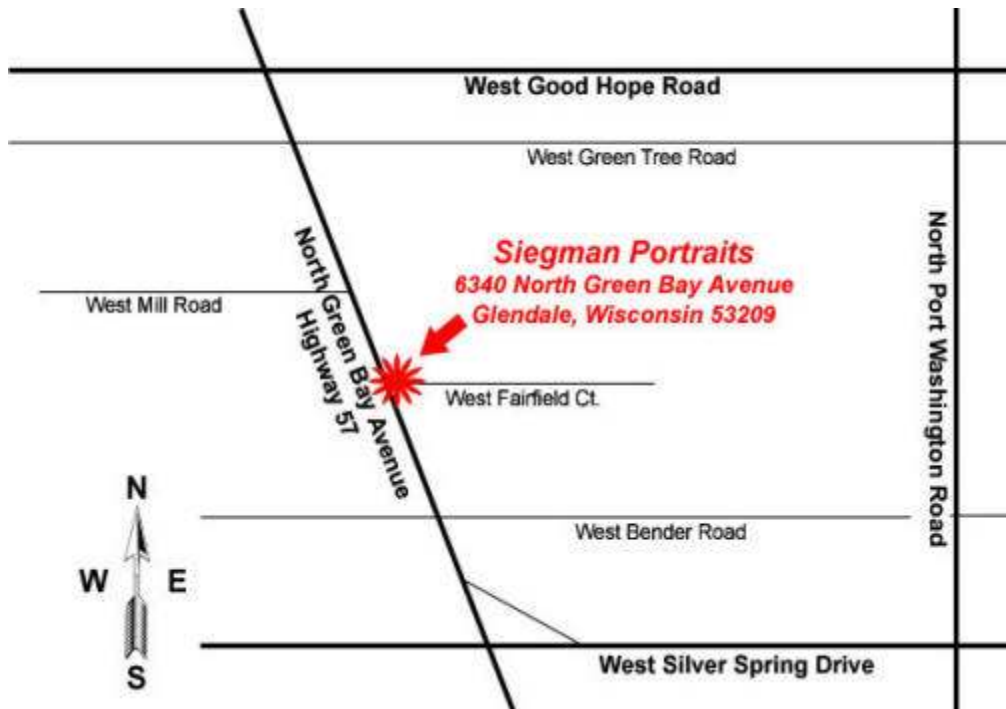 West Good Hope Road
West Green Tree Road
North Port Washington Road
Siegman Portraits
6340 North Green Bay Avenue
Glendale, Wisconsin 53209
West Mill Road
North Green Bay Avenue
Highway 57
West Fairfield Ct.
West Bender Road
West Silver Spring Drive
N
W E
S